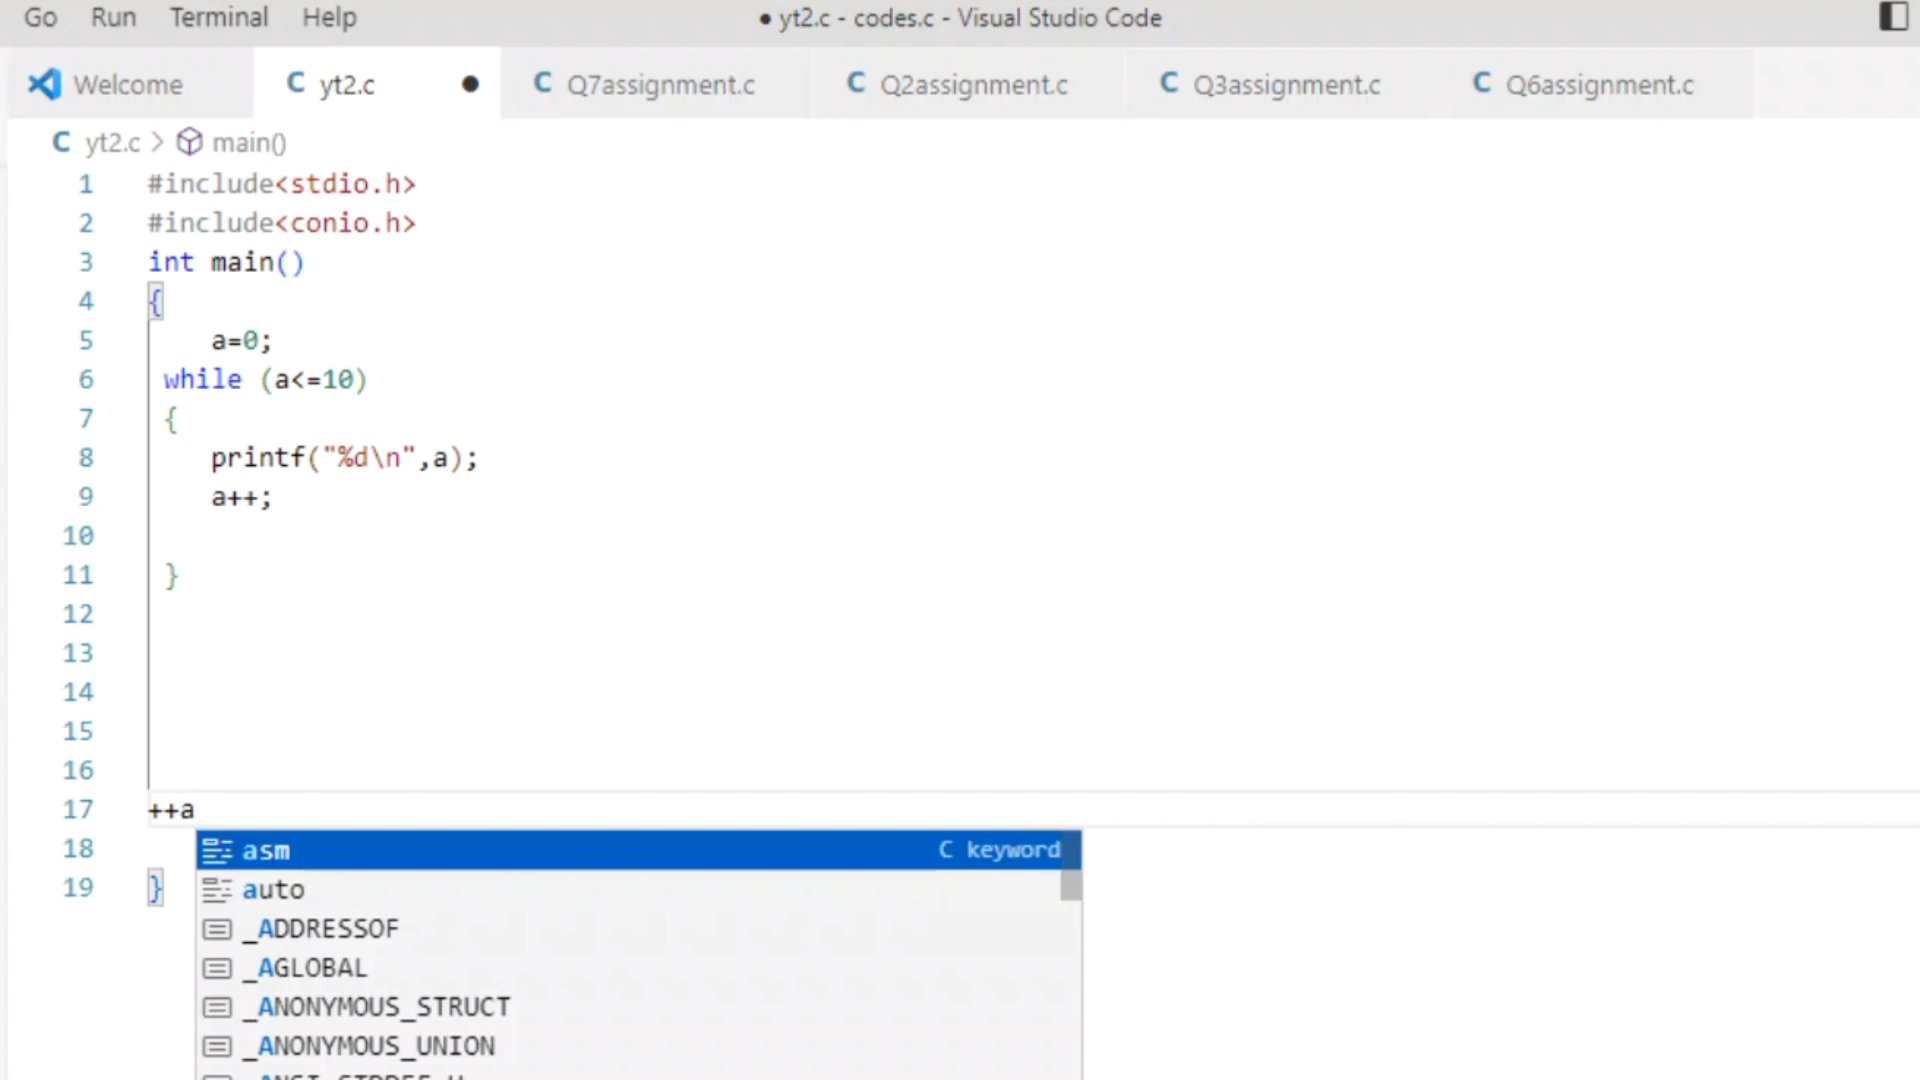 Go Run Terminal Help ● yt2.c - codes.c - Visual Studio Code
Welcome C yt2.c ● C Q7assignment.c C Q2assignment.c C Q3assignment.c C Q6assignment.c
C yt2.c > main()
1 #include<stdio.h>
2 #include<conio.h>
3 int main()
4 {
5 a=0;
6 while (a<=10)
7 {
8 printf("%d\n",a);
9 a++;
10
11 }
12
13
14
15
16
17 ++a
18 asm C keyword
19 } auto
_ADDRESSOF
_AGLOBAL
_ANONYMOUS_STRUCT
_ANONYMOUS_UNION